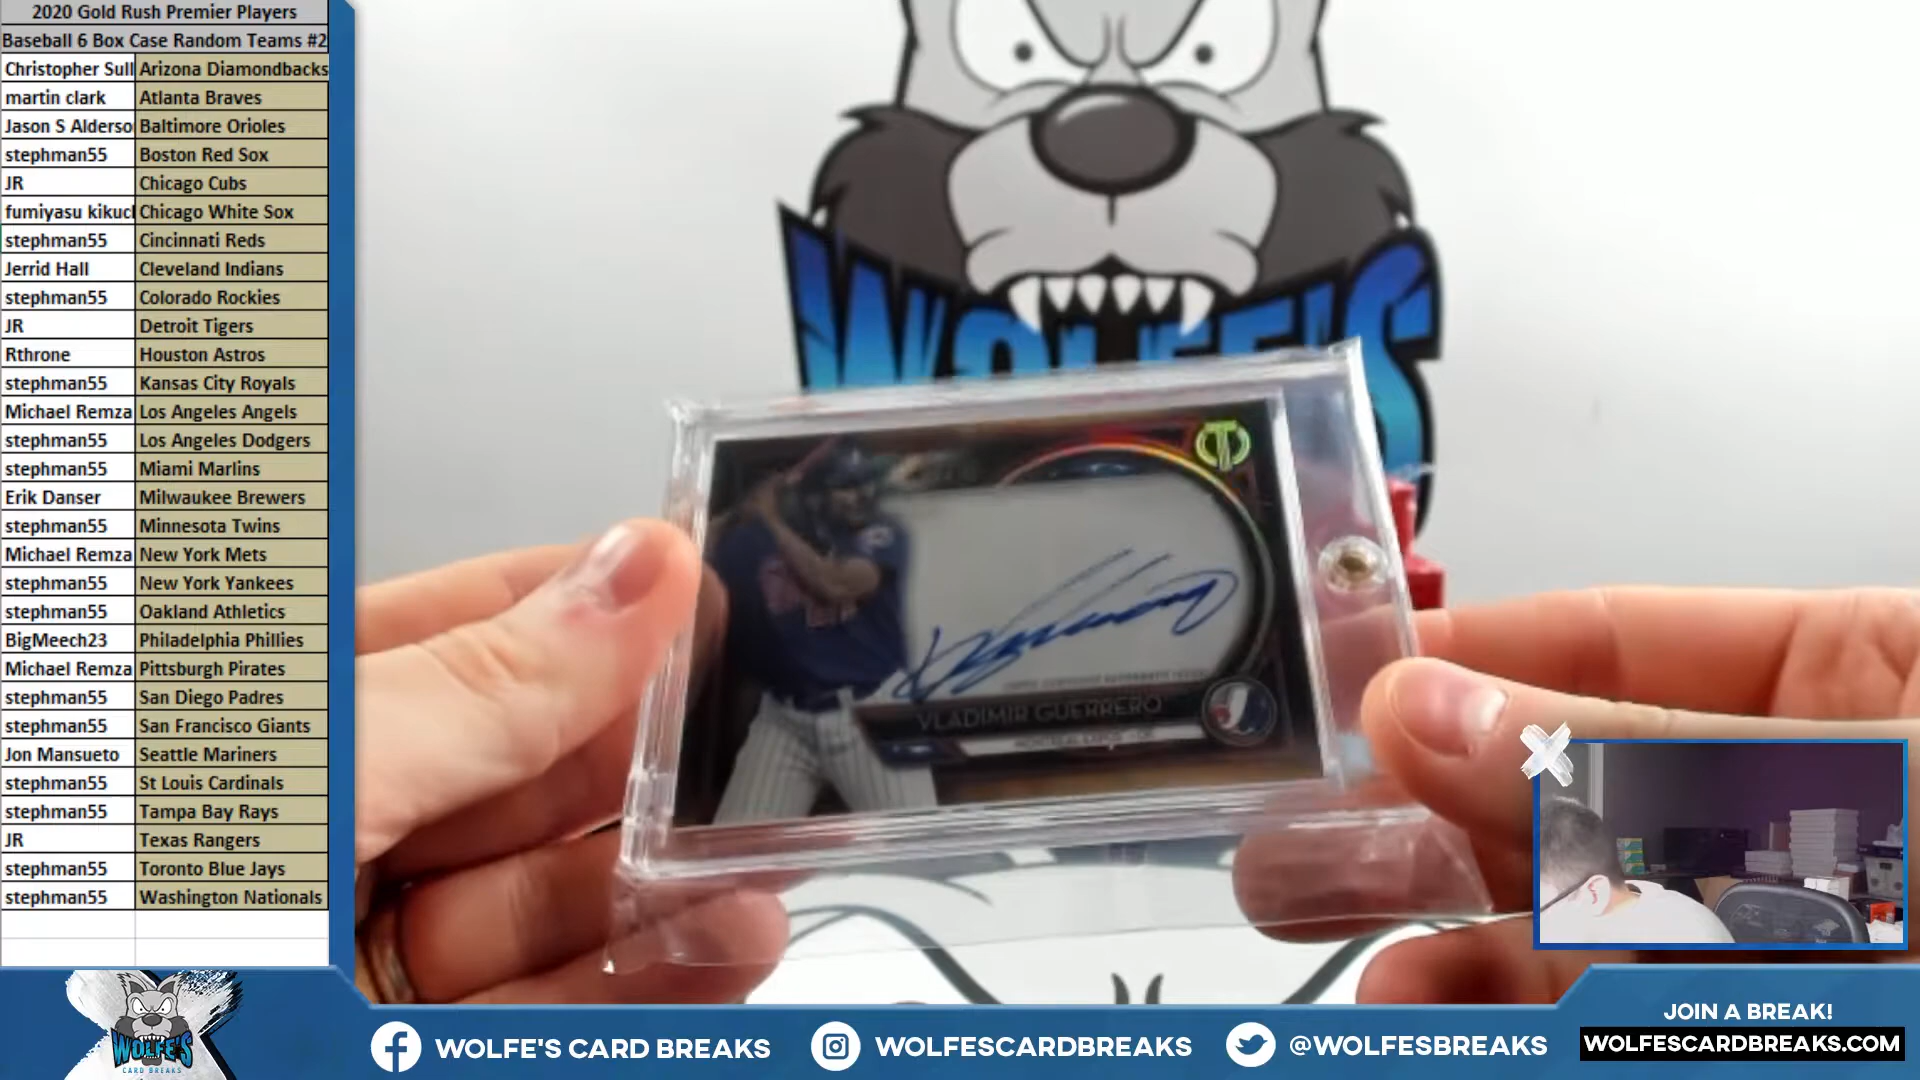 2020 Gold Rush Premier Players
Baseball 6 Box Case Random Teams #2
Christopher Sull Arizona Diamondbacks
martin clark Atlanta Braves
Jason S Alderso Baltimore Orioles
stephman55 Boston Red Sox
JR Chicago Cubs
fumiyasu kikuc Chicago White Sox
stephman55 Cincinnati Reds
Jerrid Hall Cleveland Indians
stephman55 Colorado Rockies
JR Detroit Tigers
Rthrone Houston Astros
stephman55 Kansas City Royals
Michael Remza Los Angeles Angels
stephman55 Los Angeles Dodgers
stephman55 Miami Marlins
Erik Danser Milwaukee Brewers
stephman55 Minnesota Twins
Michael Remza New York Mets
stephman55 New York Yankees
stephman55 Oakland Athletics
BigMeech23 Philadelphia Phillies
Michael Remza Pittsburgh Pirates
stephman55 San Diego Padres
stephman55 San Francisco Giants
Jon Mansueto Seattle Mariners
stephman55 St Louis Cardinals
stephman55 Tampa Bay Rays
JR Texas Rangers
stephman55 Toronto Blue Jays
stephman55 Washington Nationals
WOLFE'S
VLADIMIR GUERRERO
WOLFE'S
CARD BREAKS
WOLFE'S CARD BREAKS
WOLFESCARDBREAKS
@WOLFESBREAKS
JOIN A BREAK!
WOLFESCARDBREAKS.COM